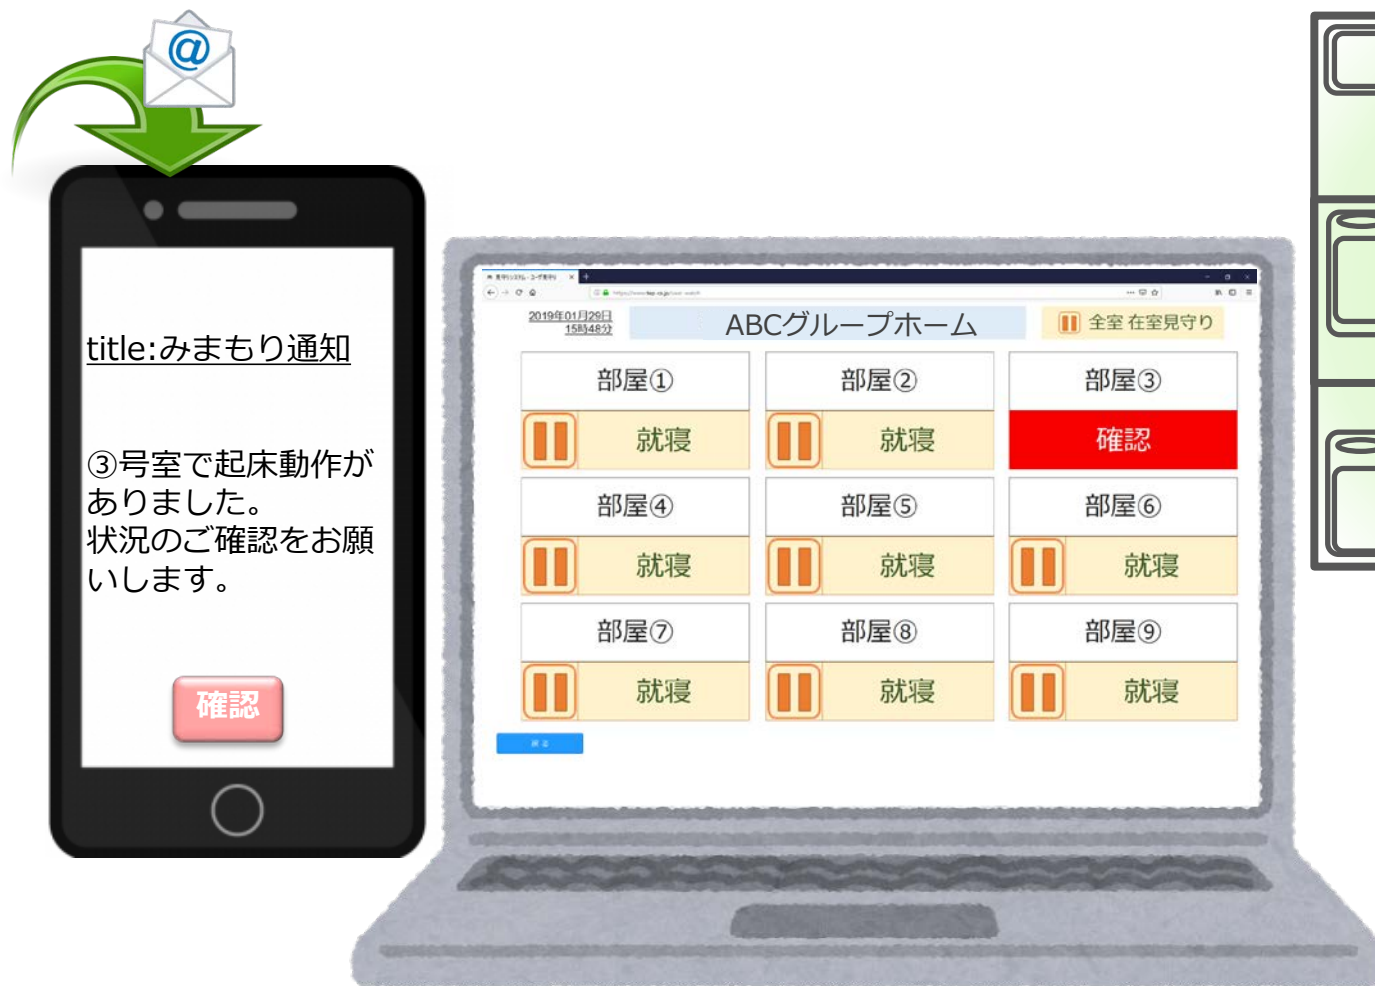 @
title:みまもり通知
③号室で起床動作が
ありました。
状況のご確認をお願
いします。
確認
2019年01月29日
15時48分
ABCグループホーム
全室 在室見守り
部屋①
部屋②
部屋③
就寝
就寝
確認
部屋④
部屋⑤
部屋⑥
就寝
就寝
就寝
部屋⑦
部屋⑧
部屋⑨
就寝
就寝
就寝
戻る